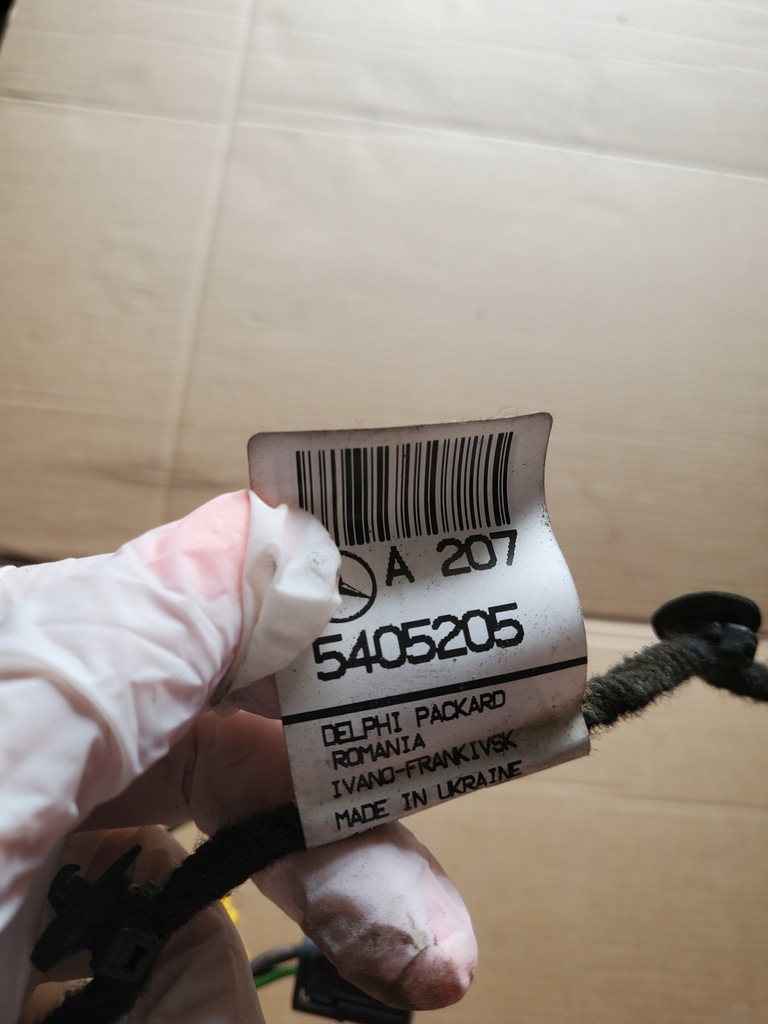 A 207
5405205
DELPHI PACKARD
ROMANIA
IVANO-FRANKIVSK
MADE IN UKRAINE